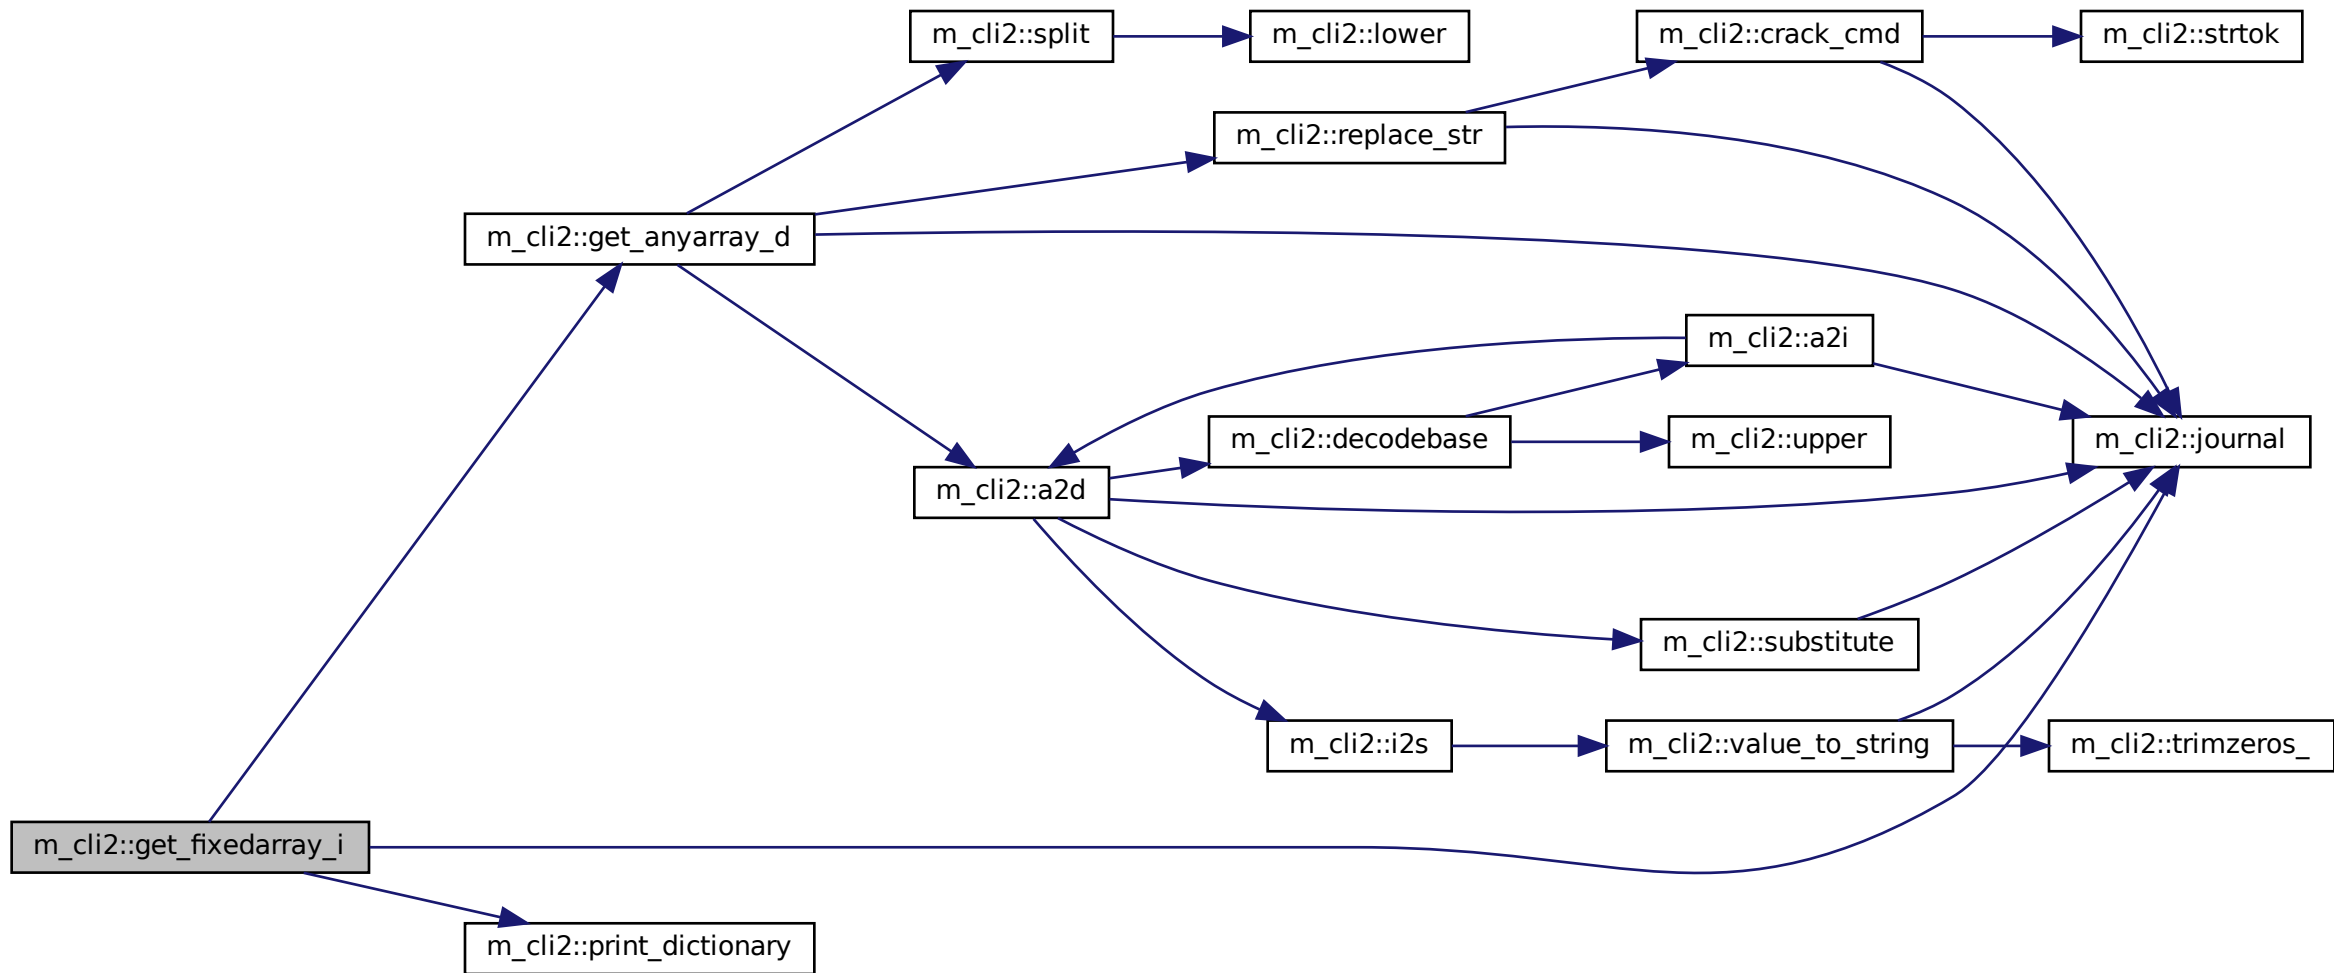 m_cli2::split
m_cli2::lower
m_cli2::crack_cmd
m_cli2::strtok
m_cli2::replace_str
m_cli2::get_anyarray_d
m_cli2::a2i
m_cli2::decodebase
m_cli2::upper
m_cli2::journal
m_cli2::a2d
m_cli2::substitute
m_cli2::i2s
m_cli2::value_to_string
m_cli2::trimzeros_
m_cli2::get_fixedarray_i
m_cli2::print_dictionary